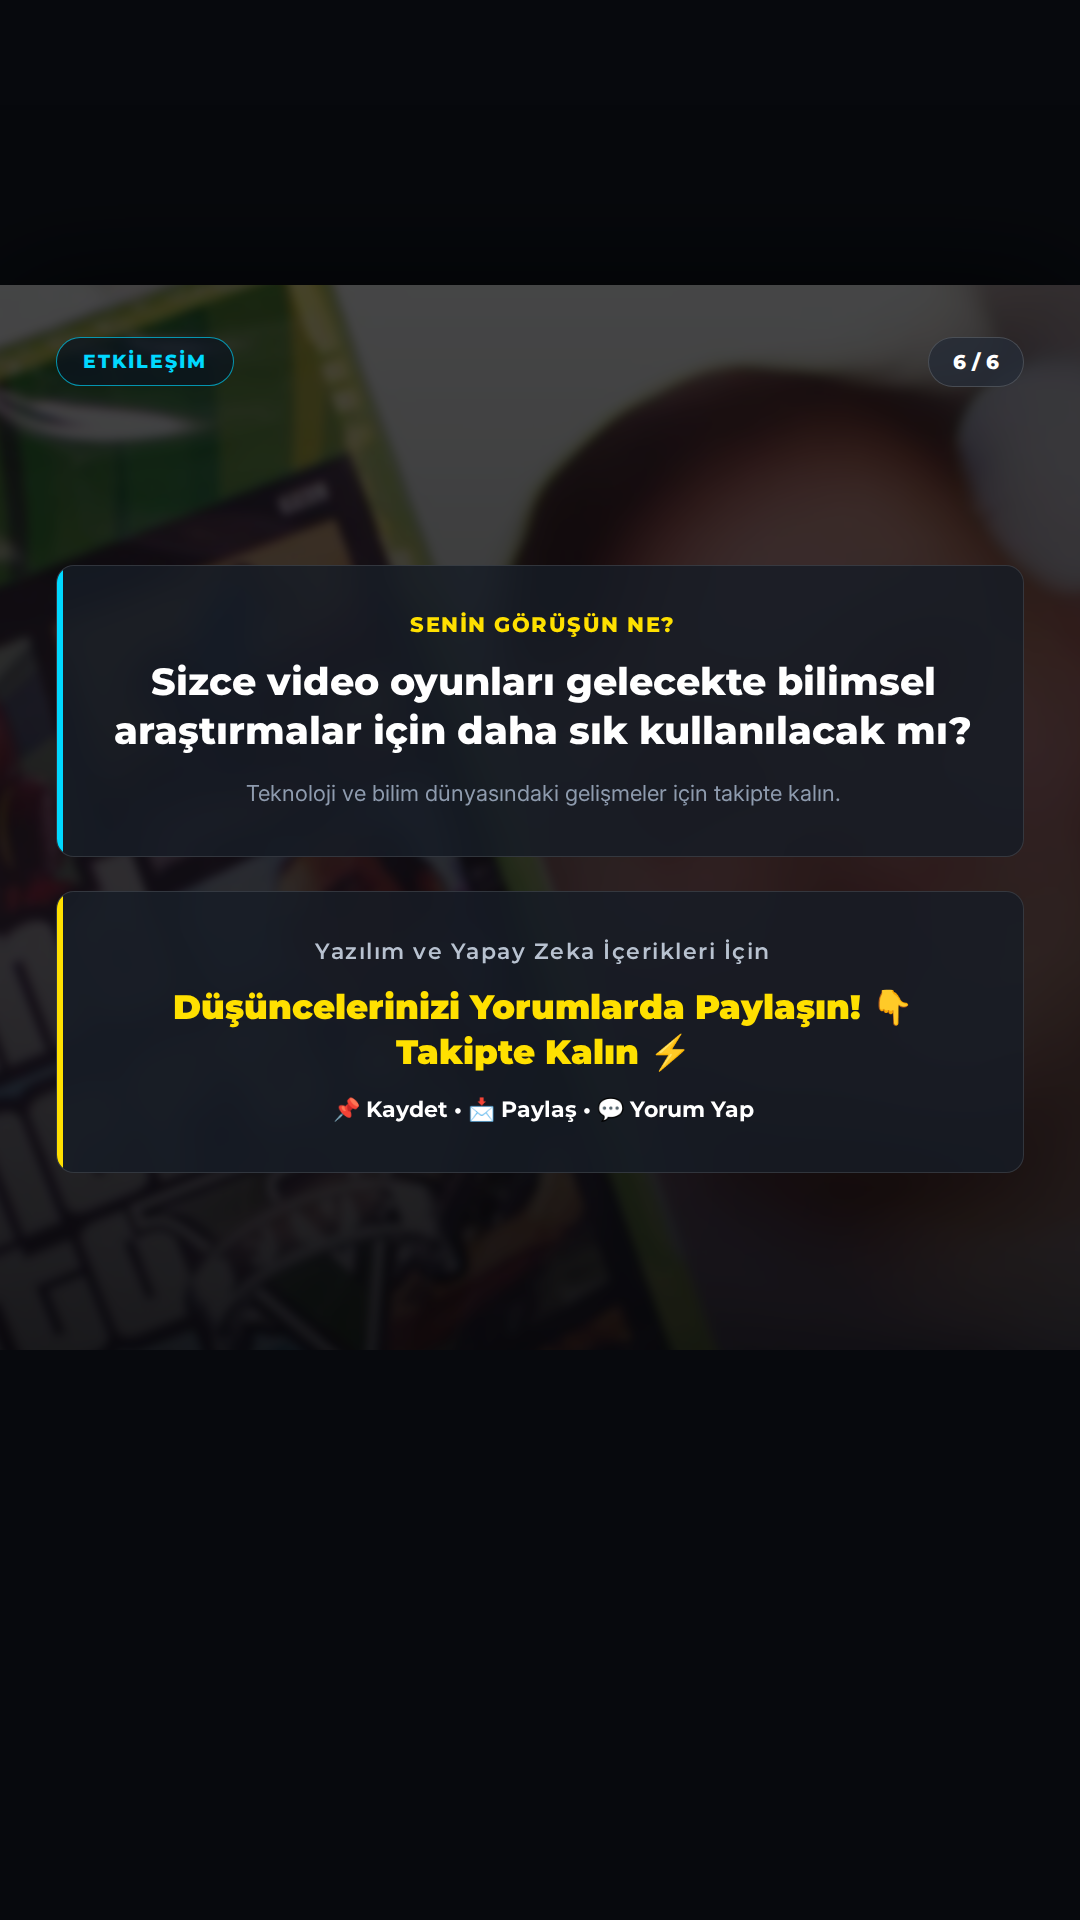 ETKİLEŞİM
6 / 6
SENİN GÖRÜŞÜN NE?
Sizce video oyunları gelecekte bilimsel
araştırmalar için daha sık kullanılacak mı?
Teknoloji ve bilim dünyasındaki gelişmeler için takipte kalın.
Yazılım ve Yapay Zeka İçerikleri İçin
Düşüncelerinizi Yorumlarda Paylaşın! 👇
Takipte Kalın ⚡
📌 Kaydet • 📩 Paylaş • 💬 Yorum Yap